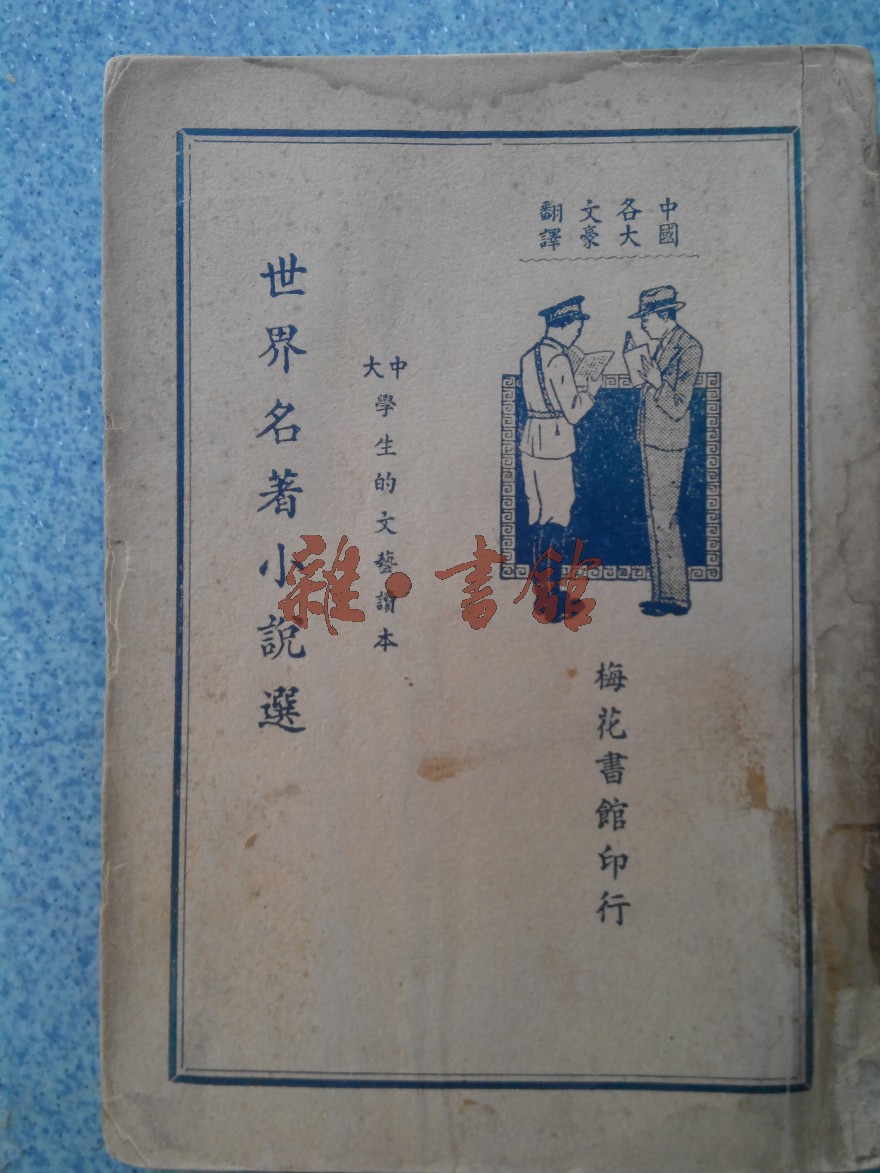 中國
各大
文豪
翻譯
梅花書館印行
中大學生的文藝讀本
世界名著小説選
雜·書館